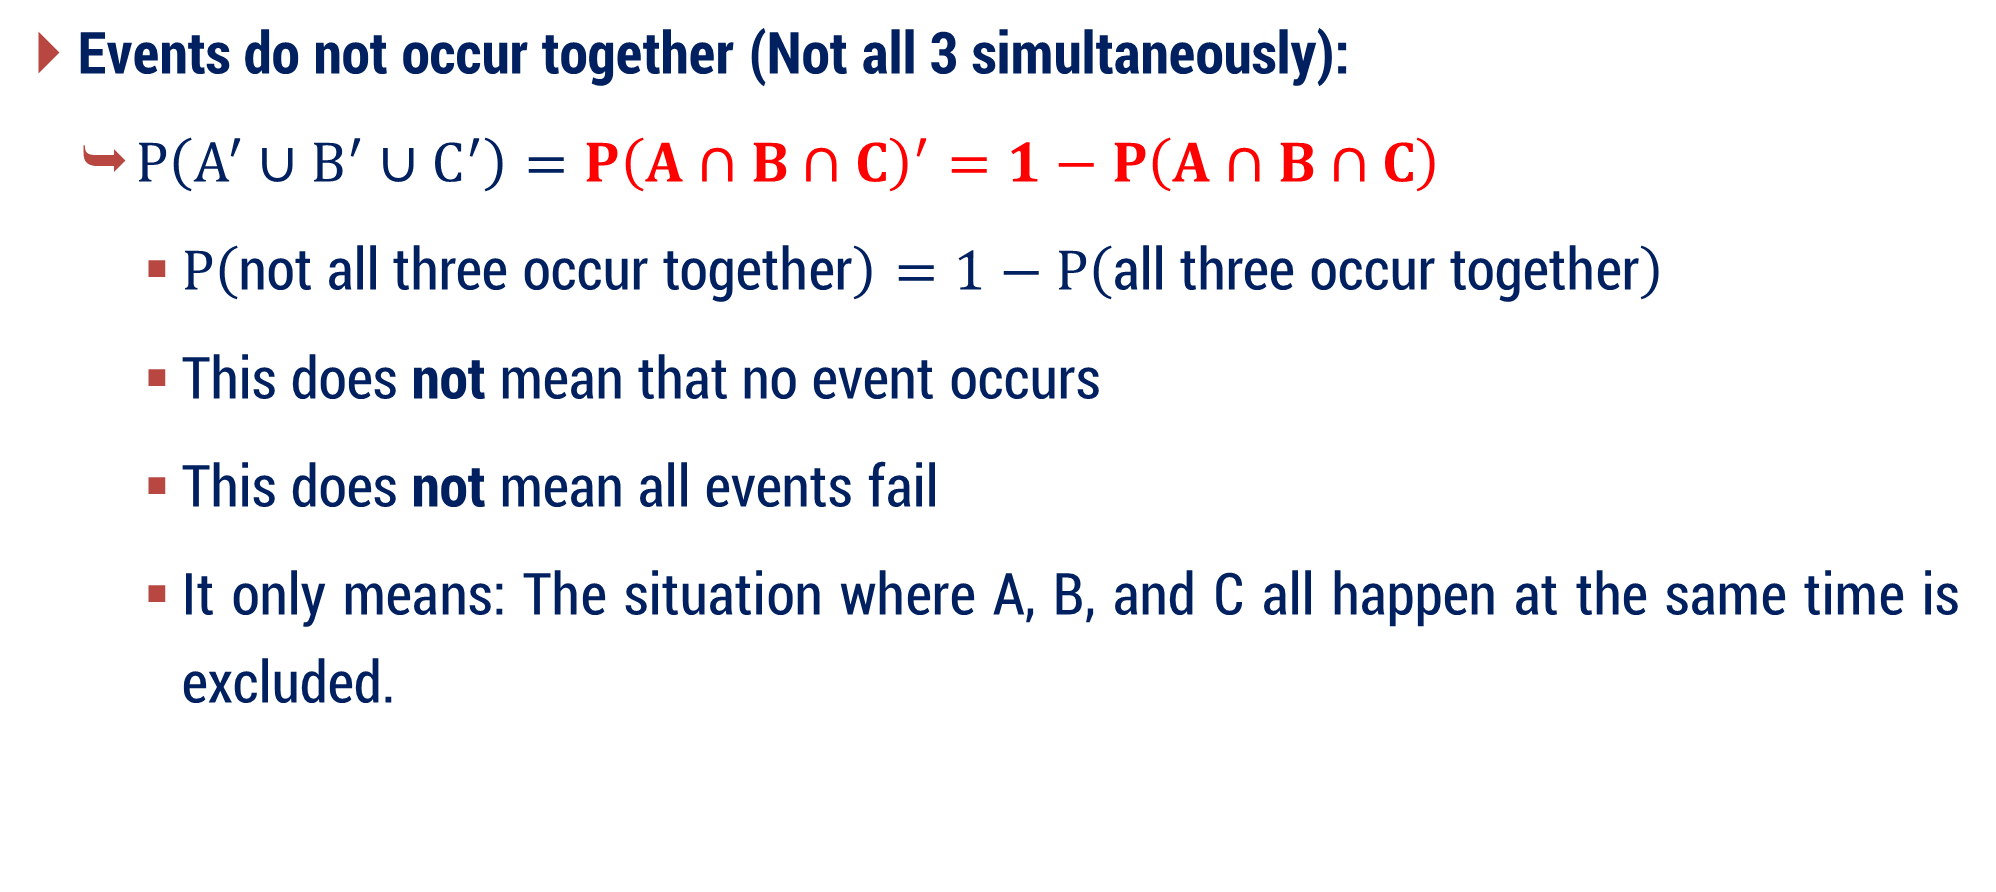 Events do not occur together (Not all 3 simultaneously):
P(A′ ∪ B′ ∪ C′) = P(A ∩ B ∩ C)′ = 1 − P(A ∩ B ∩ C)
P(not all three occur together) = 1 − P(all three occur together)
This does not mean that no event occurs
This does not mean all events fail
It only means: The situation where A, B, and C all happen at the same time is
excluded.